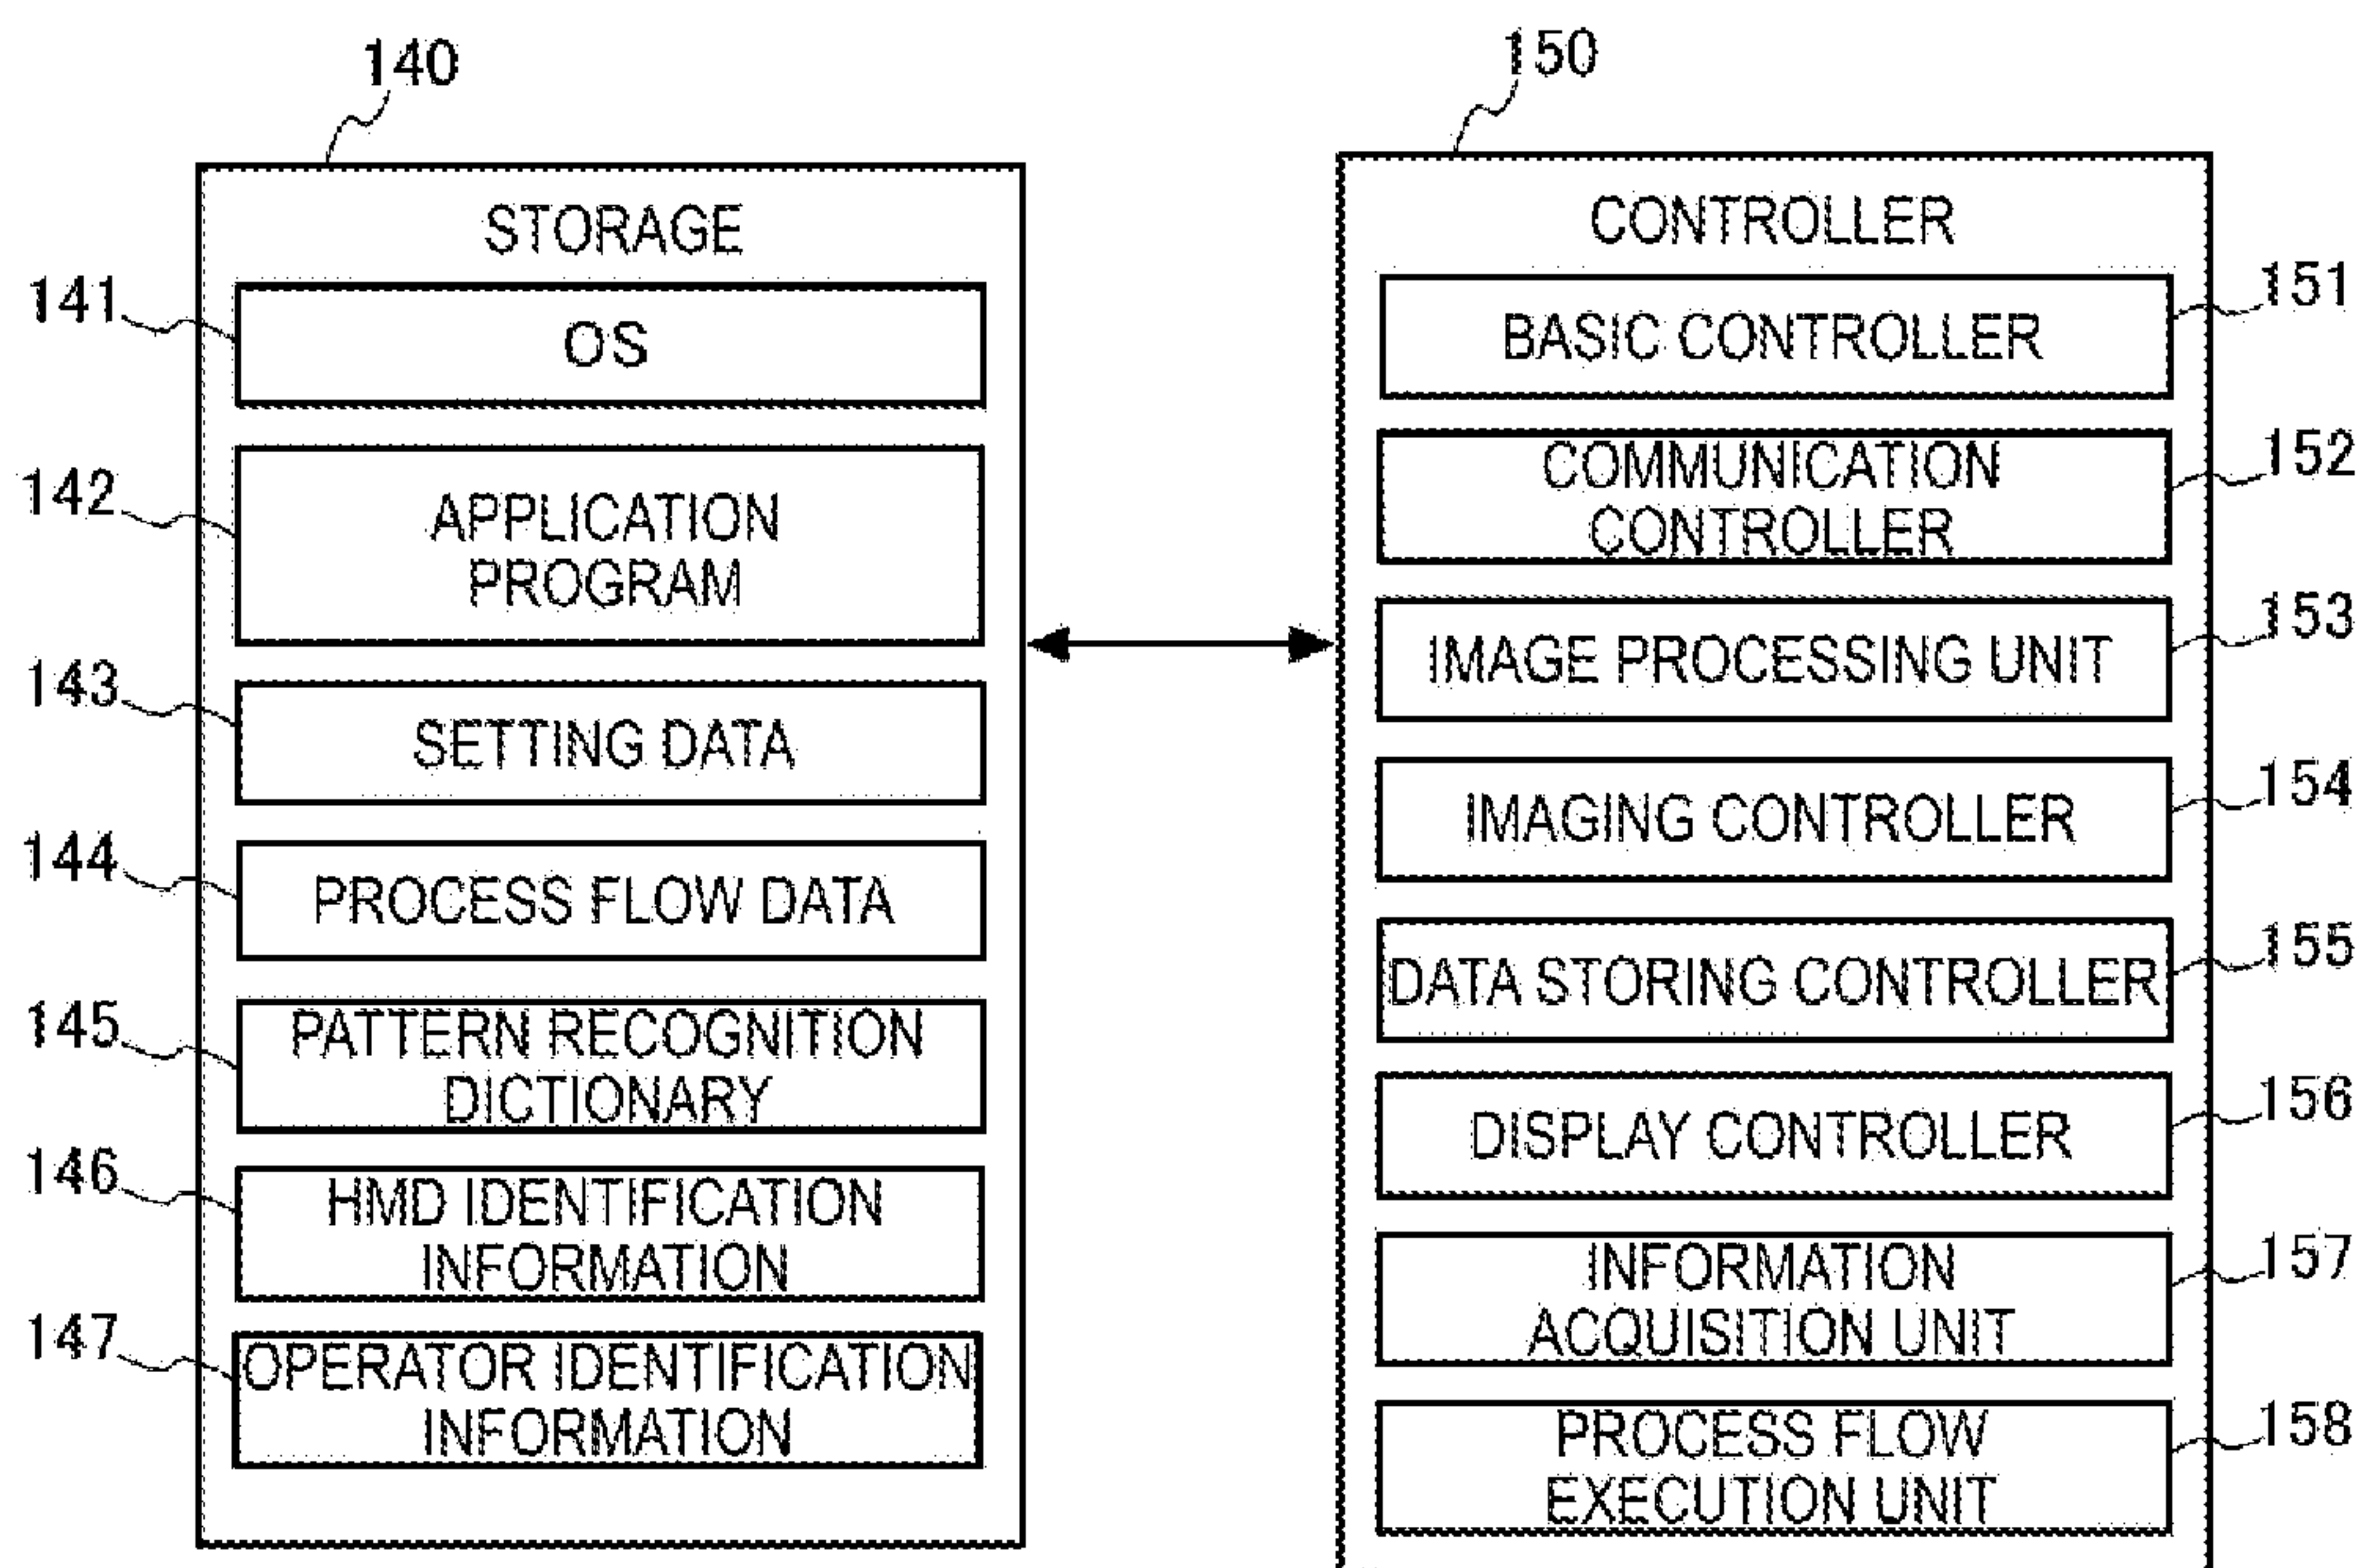 140
STORAGE
141
OS
142
APPLICATION
PROGRAM
143
SETTING DATA
144
PROCESS FLOW DATA
145
PATTERN RECOGNITION
DICTIONARY
146
HMD IDENTIFICATION
INFORMATION
147
OPERATOR IDENTIFICATION
INFORMATION
150
CONTROLLER
BASIC CONTROLLER
151
COMMUNICATION
CONTROLLER
152
IMAGE PROCESSING UNIT
153
IMAGING CONTROLLER
154
DATA STORING CONTROLLER
155
DISPLAY CONTROLLER
156
INFORMATION
ACQUISITION UNIT
157
PROCESS FLOW
EXECUTION UNIT
158